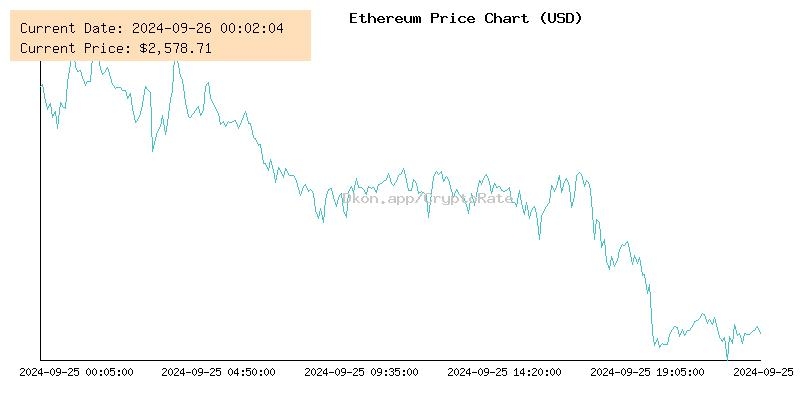 Ethereum Price Chart (USD)
Current Date: 2024-09-26 00:02:04
Current Price: $2,578.71
Dkon.app/CryptoRate
2024-09-25 00:05:00
2024-09-25 04:50:00
2024-09-25 09:35:00
2024-09-25 14:20:00
2024-09-25 19:05:00
2024-09-25